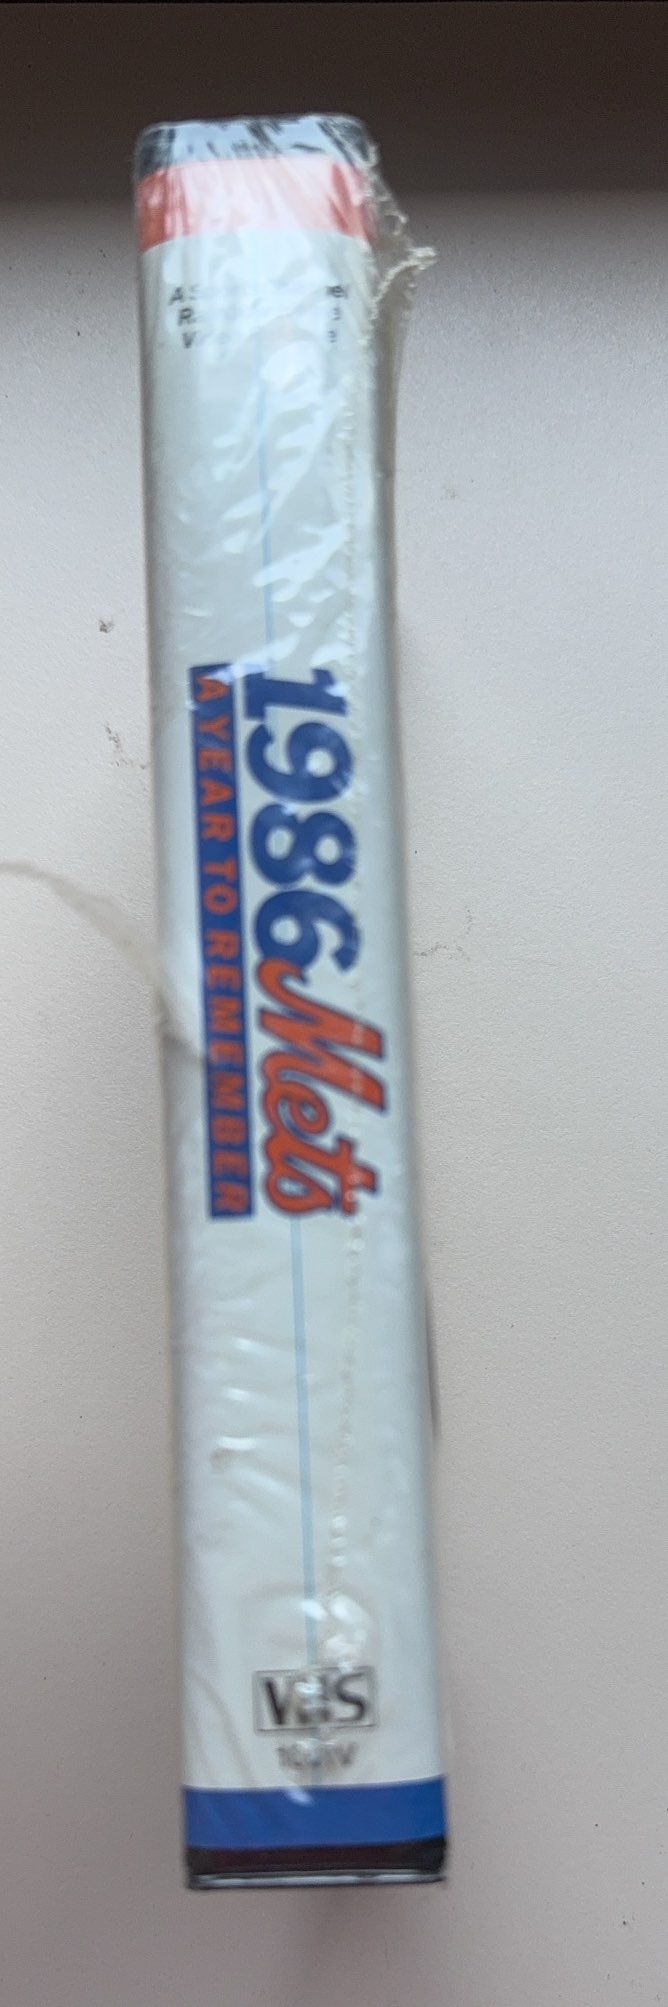 1986 Mets
A YEAR TO REMEMBER
VHS